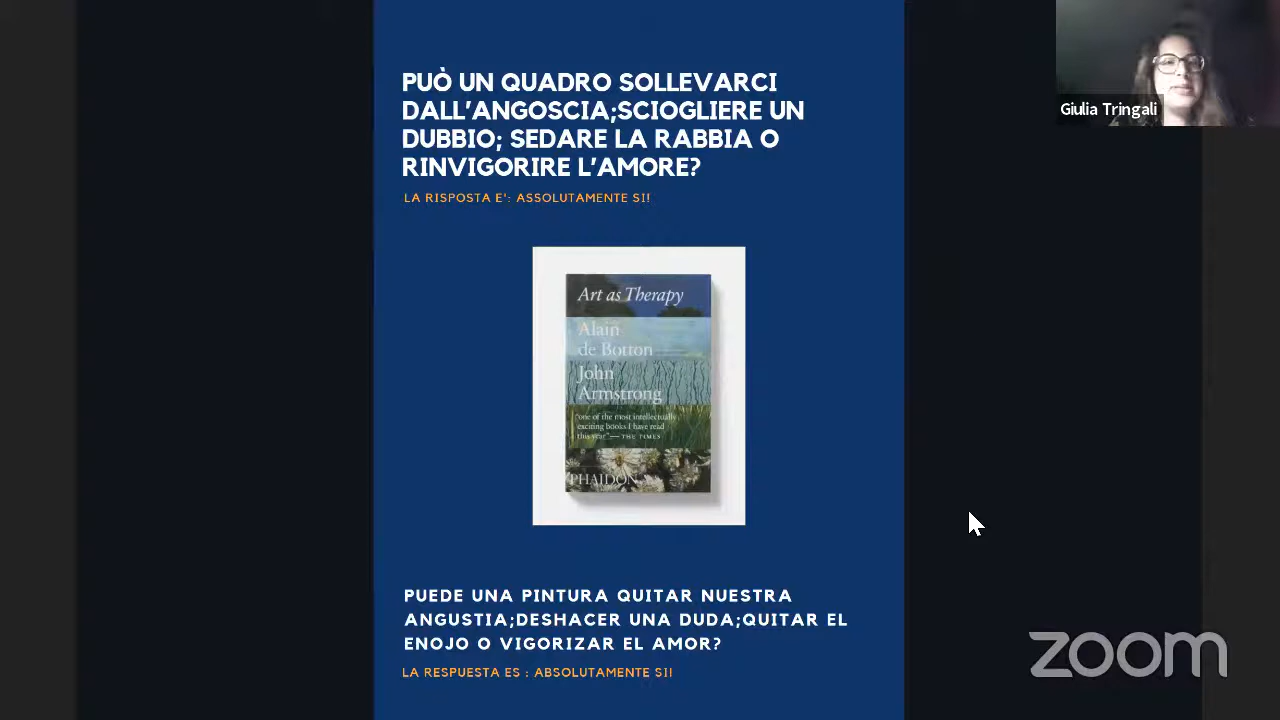 PUÒ UN QUADRO SOLLEVARCI
DALL'ANGOSCIA;SCIOGLIERE UN
DUBBIO; SEDARE LA RABBIA O
RINVIGORIRE L'AMORE?
LA RISPOSTA E': ASSOLUTAMENTE SI!
Giulia Tringali
Art as Therapy
Alain
de Botton
John
Armstrong
"one of the most intellectually
exciting books I have read
this year"—THE TIMES
PHAIDON
PUEDE UNA PINTURA QUITAR NUESTRA
ANGUSTIA;DESHACER UNA DUDA;QUITAR EL
ENOJO O VIGORIZAR EL AMOR?
LA RESPUESTA ES : ABSOLUTAMENTE SI!
zoom